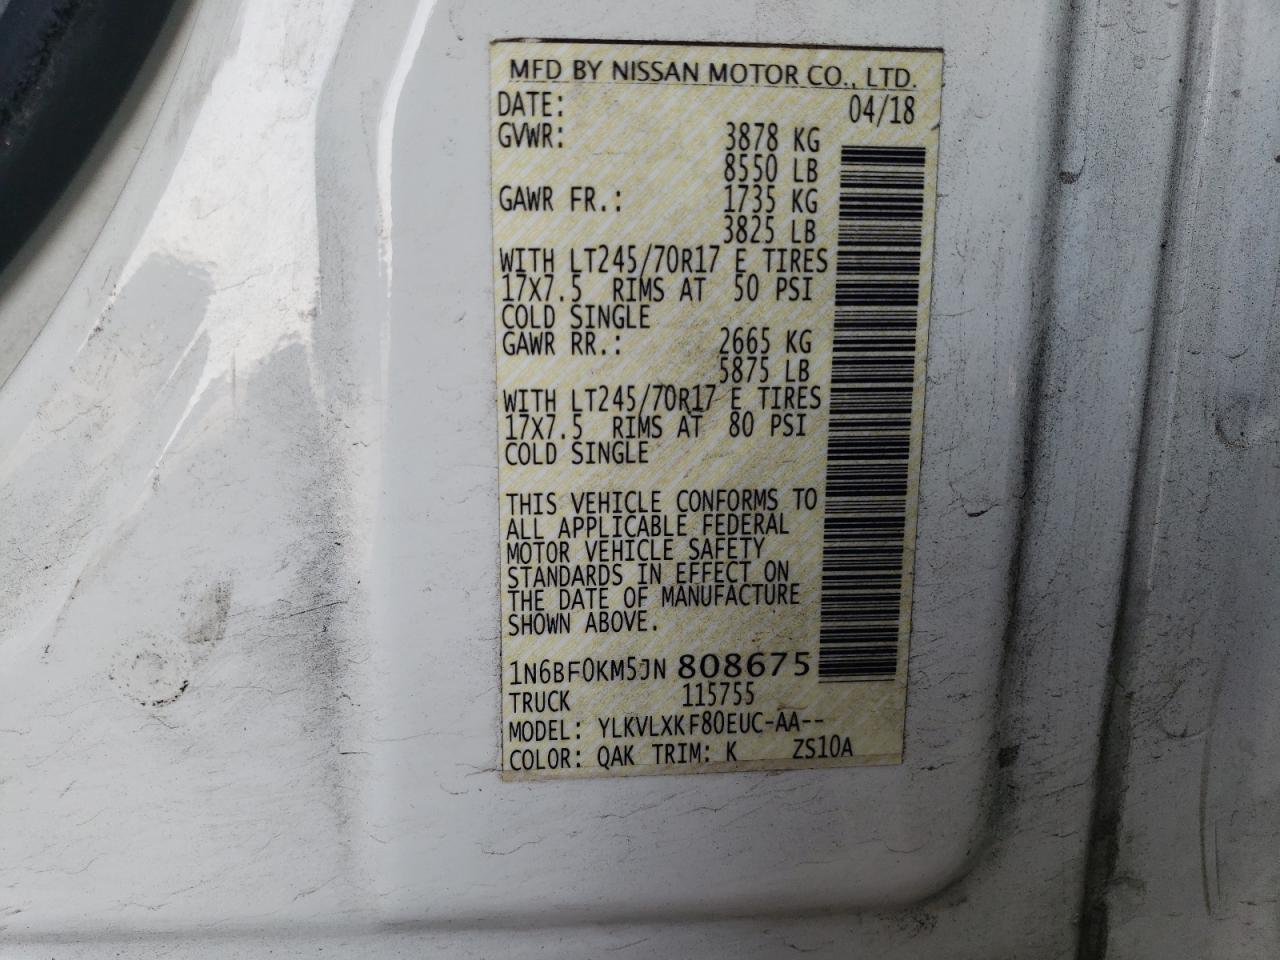 MFD BY NISSAN MOTOR CO., LTD.
DATE: 04/18
GVWR: 3878 KG
8550 LB
GAWR FR.: 1735 KG
3825 LB
WITH LT245/70R17 E TIRES
17X7.5 RIMS AT 50 PSI
COLD SINGLE
GAWR RR.: 2665 KG
5875 LB
WITH LT245/70R17 E TIRES
17X7.5 RIMS AT 80 PSI
COLD SINGLE
THIS VEHICLE CONFORMS TO
ALL APPLICABLE FEDERAL
MOTOR VEHICLE SAFETY
STANDARDS IN EFFECT ON
THE DATE OF MANUFACTURE
SHOWN ABOVE.
1N6BF0KM5JN 808675
TRUCK 115755
MODEL: YLKVLXKF80EUC-AA--
COLOR: QAK TRIM: K ZS10A